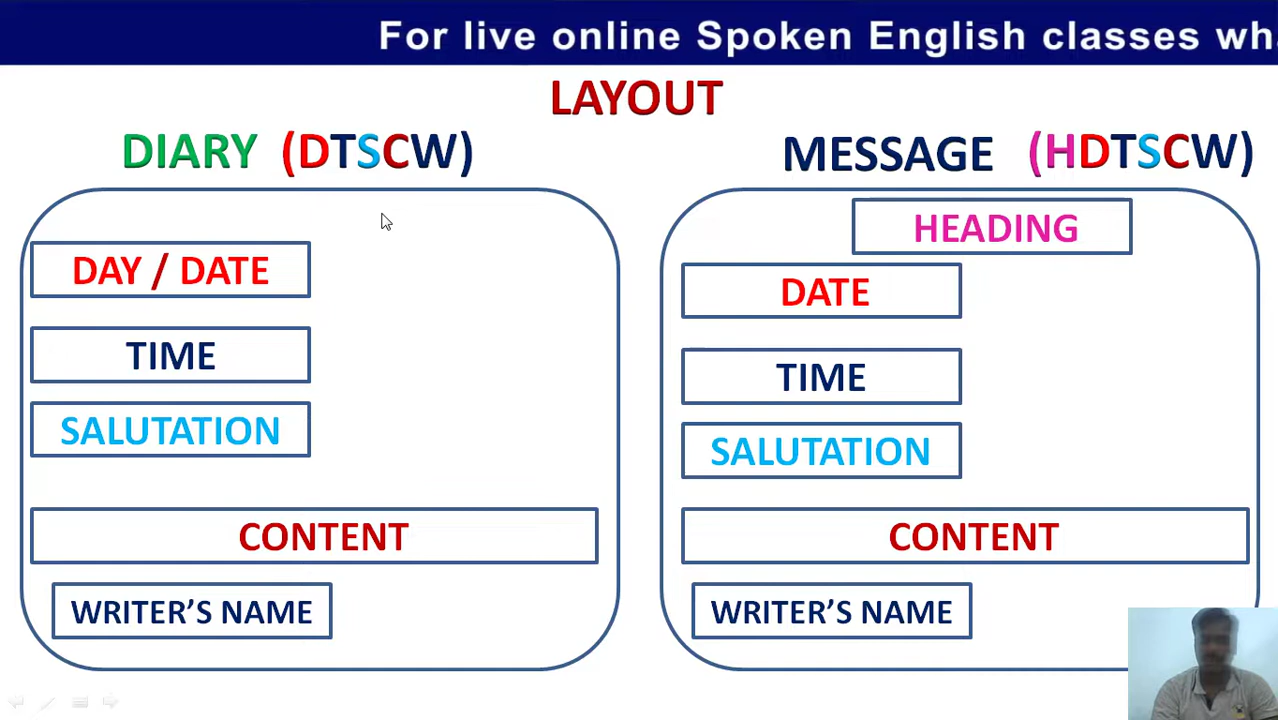 For live online Spoken English classes
LAYOUT
DIARY (DTSCW)
DAY / DATE
TIME
SALUTATION
CONTENT
WRITER'S NAME
MESSAGE (HDTSCW)
HEADING
DATE
TIME
SALUTATION
CONTENT
WRITER'S NAME